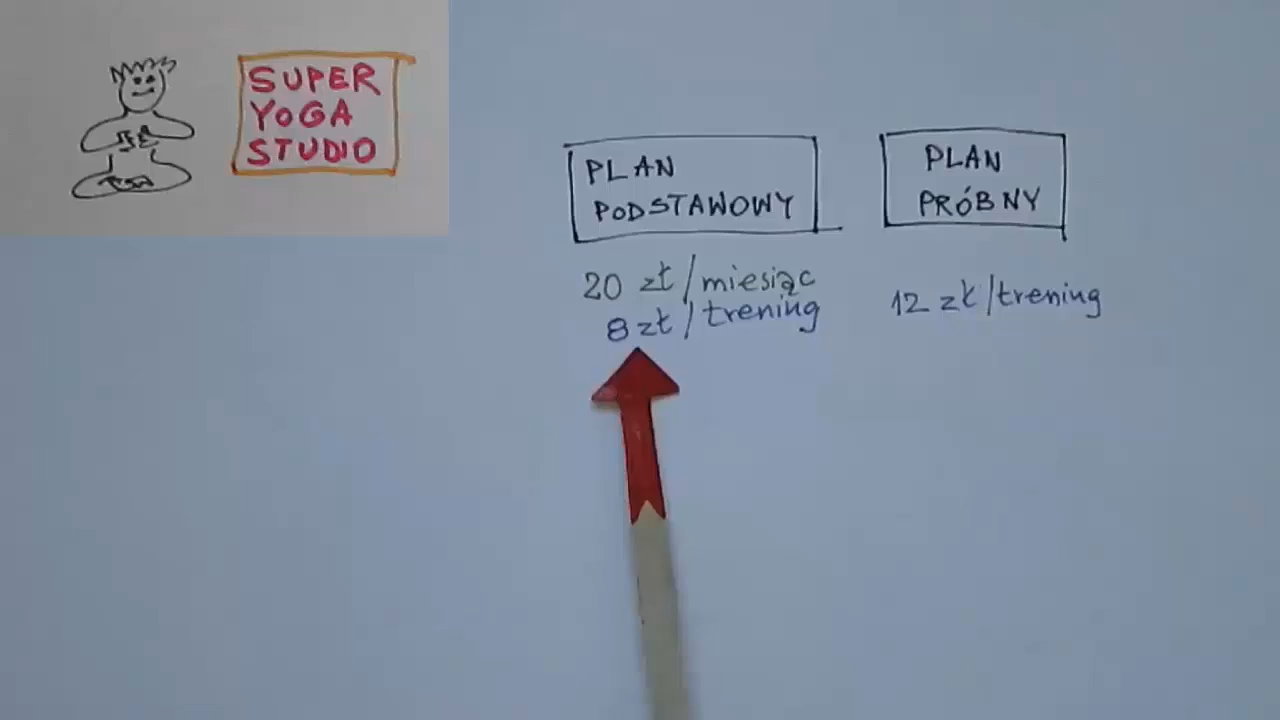 SUPER
YOGA
STUDIO
PLAN
PODSTAWOWY
20 zł/miesiąc
8 zł/trening
PLAN
PRÓBNY
12 zł/trening